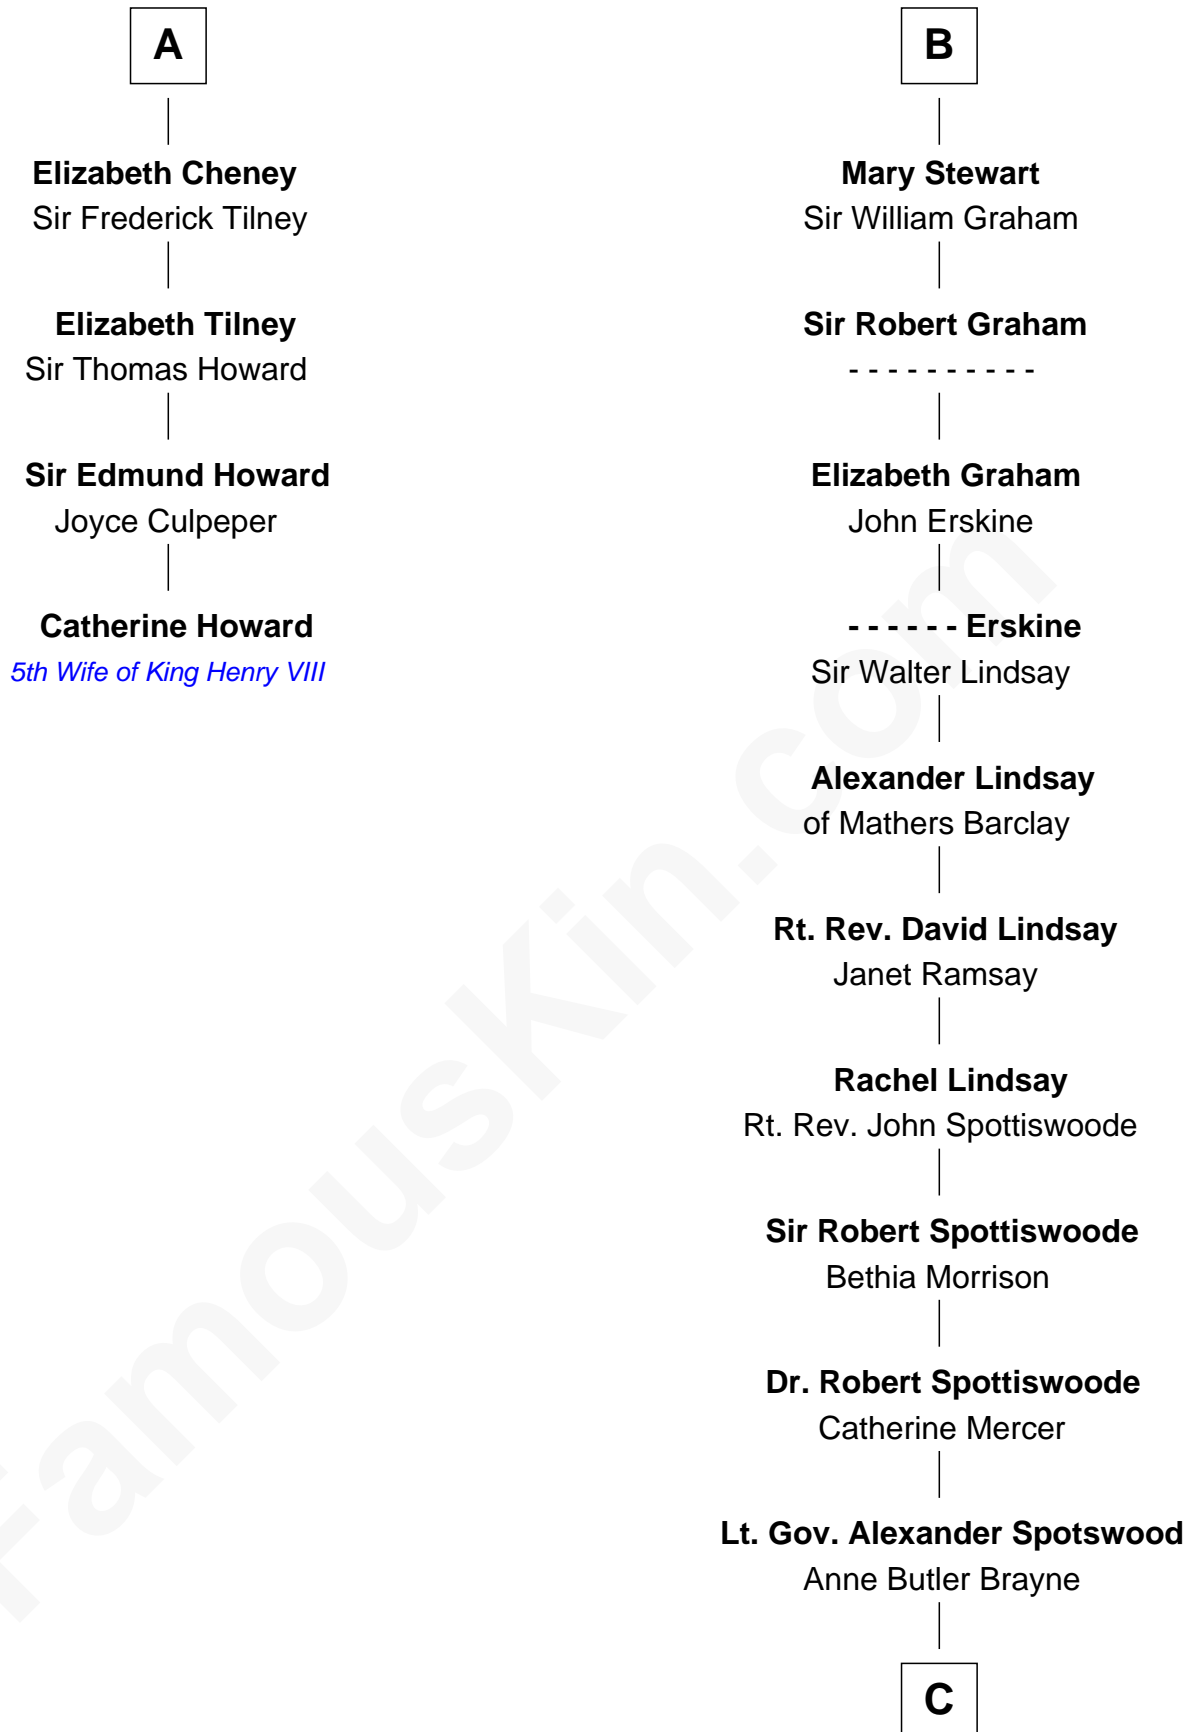 A
Elizabeth Cheney
Sir Frederick Tilney
Elizabeth Tilney
Sir Thomas Howard
Sir Edmund Howard
Joyce Culpeper
Catherine Howard
5th Wife of King Henry VIII
B
Mary Stewart
Sir William Graham
Sir Robert Graham
- - - - - - - - - -
Elizabeth Graham
John Erskine
- - - - - - Erskine
Sir Walter Lindsay
Alexander Lindsay
of Mathers Barclay
Rt. Rev. David Lindsay
Janet Ramsay
Rachel Lindsay
Rt. Rev. John Spottiswoode
Sir Robert Spottiswoode
Bethia Morrison
Dr. Robert Spottiswoode
Catherine Mercer
Lt. Gov. Alexander Spotswood
Anne Butler Brayne
C
FamousKin.com